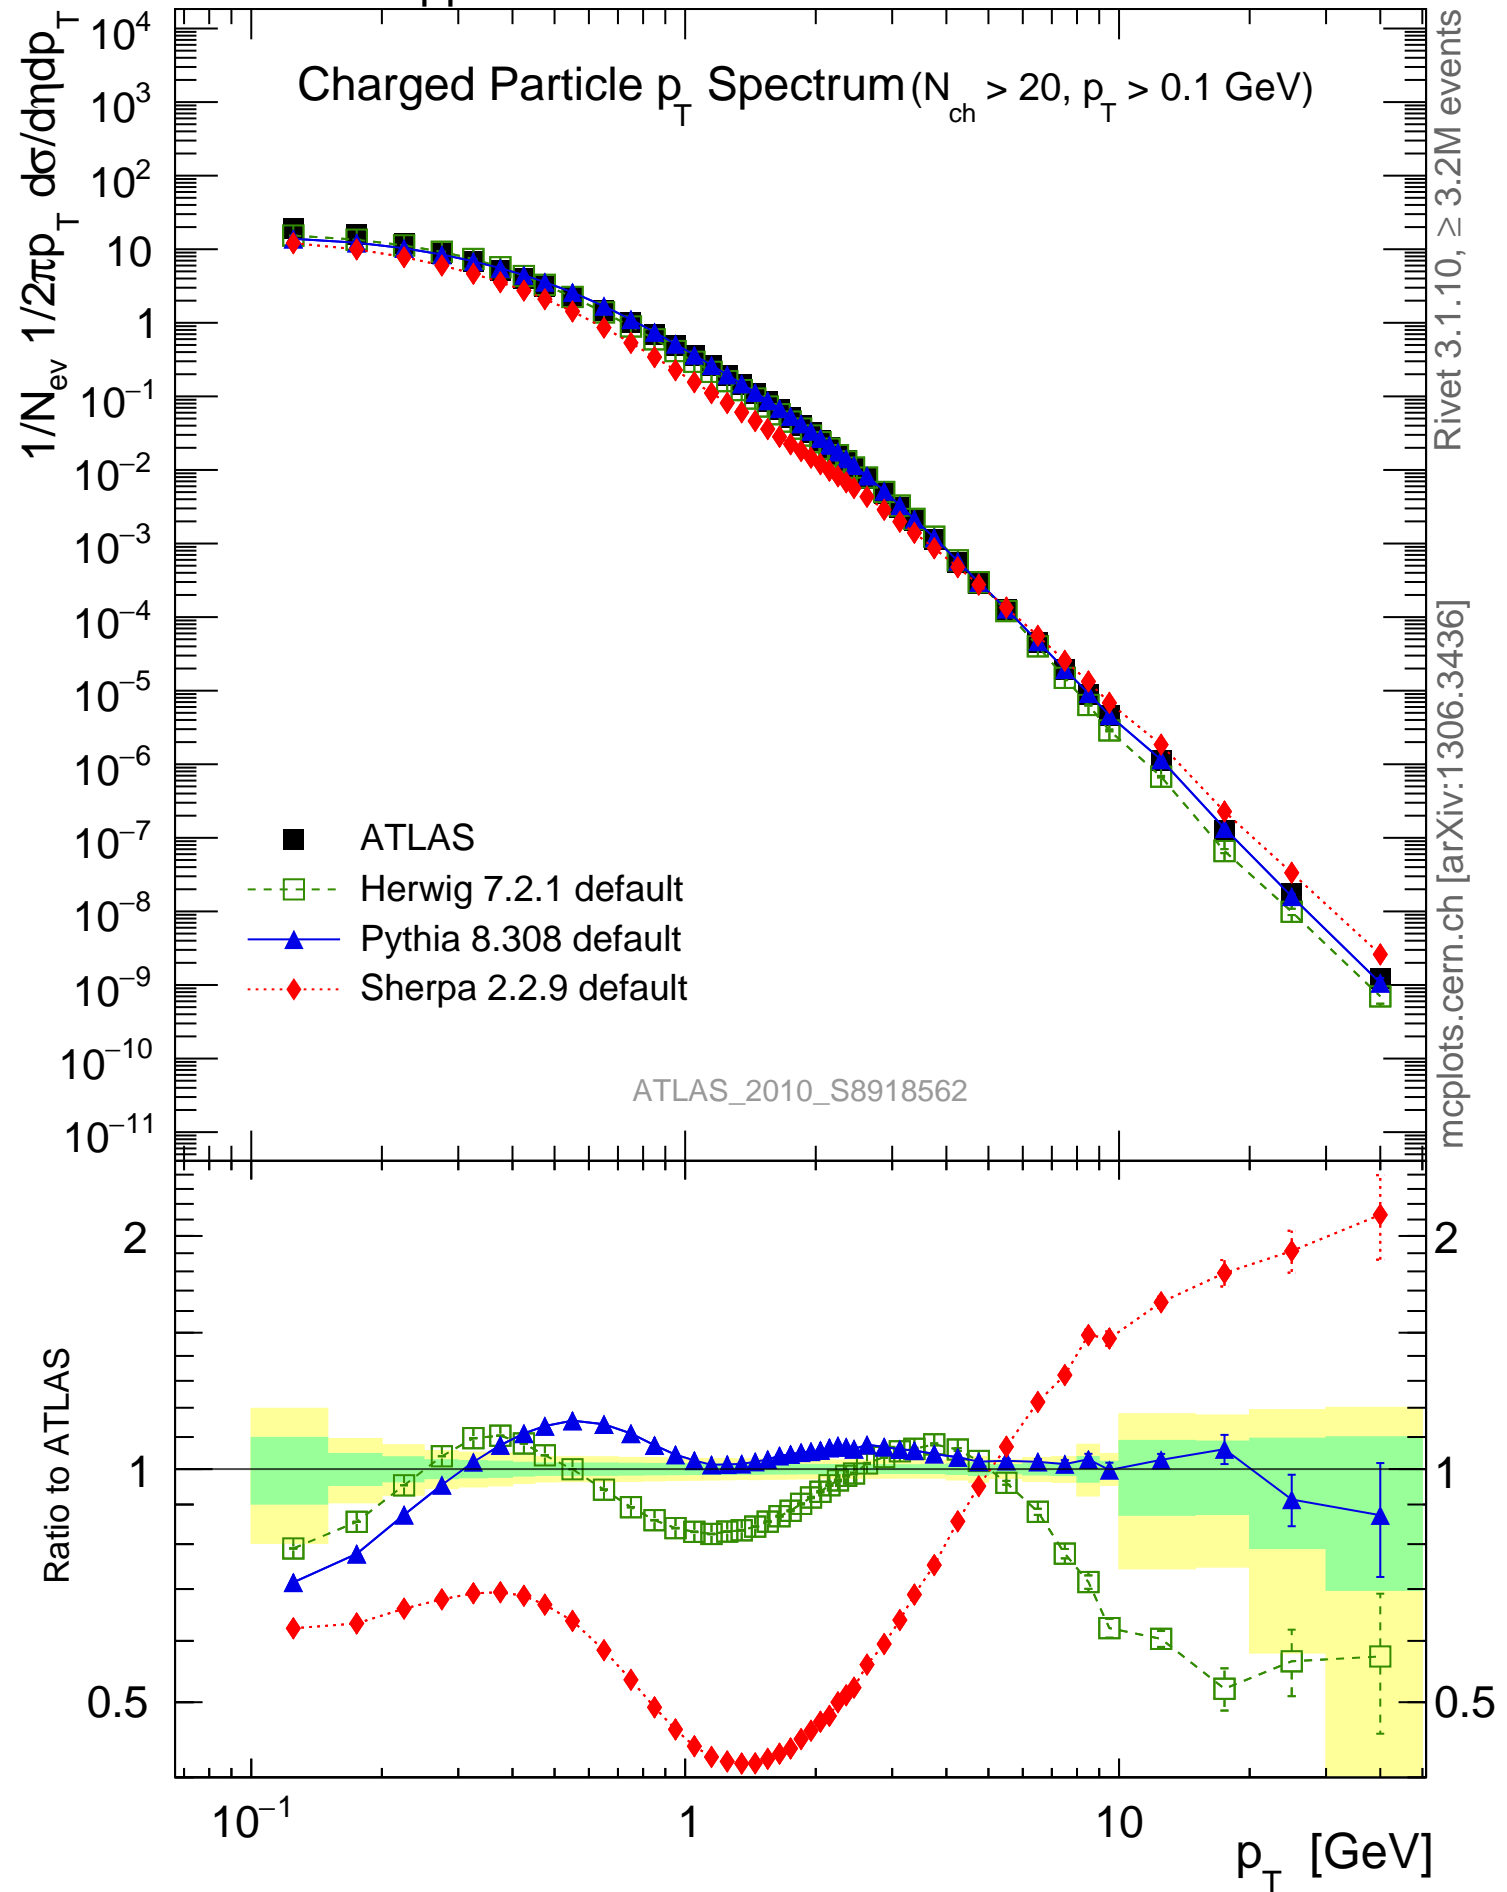 Charged Particle p_T Spectrum (N_ch > 20, p_T > 0.1 GeV)
1/N_ev 1/2πp_T dσ/dηdp_T
10^4
10^3
10^2
10
1
10^−1
10^−2
10^−3
10^−4
10^−5
10^−6
10^−7
10^−8
10^−9
10^−10
10^−11
ATLAS
Herwig 7.2.1 default
Pythia 8.308 default
Sherpa 2.2.9 default
ATLAS_2010_S8918562
Rivet 3.1.10, ≥ 3.2M events
mcplots.cern.ch [arXiv:1306.3436]
Ratio to ATLAS
2
1
0.5
2
1
0.5
10^−1
1
10
p_T [GeV]